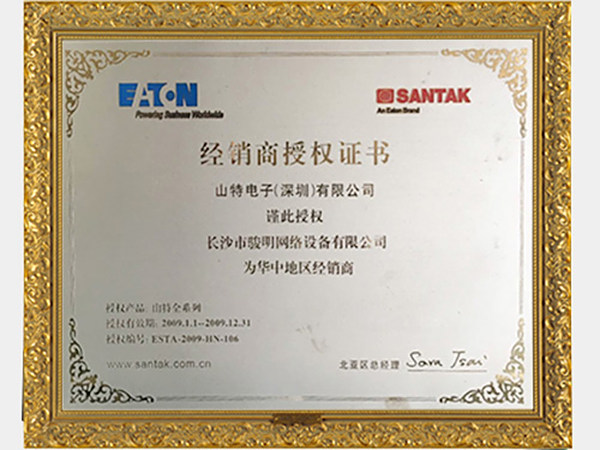 EATON
Powering Business Worldwide
SANTAK
An Eaton Brand
经销商授权证书
山特电子(深圳)有限公司
谨此授权
长沙市骏明网络设备有限公司
为华中地区经销商
授权产品: 山特全系列
授权有效期: 2009.1.1--2009.12.31
授权编号: ESTA-2009-HN-106
www.santak.com.cn
北亚区总经理 Sara Tsai